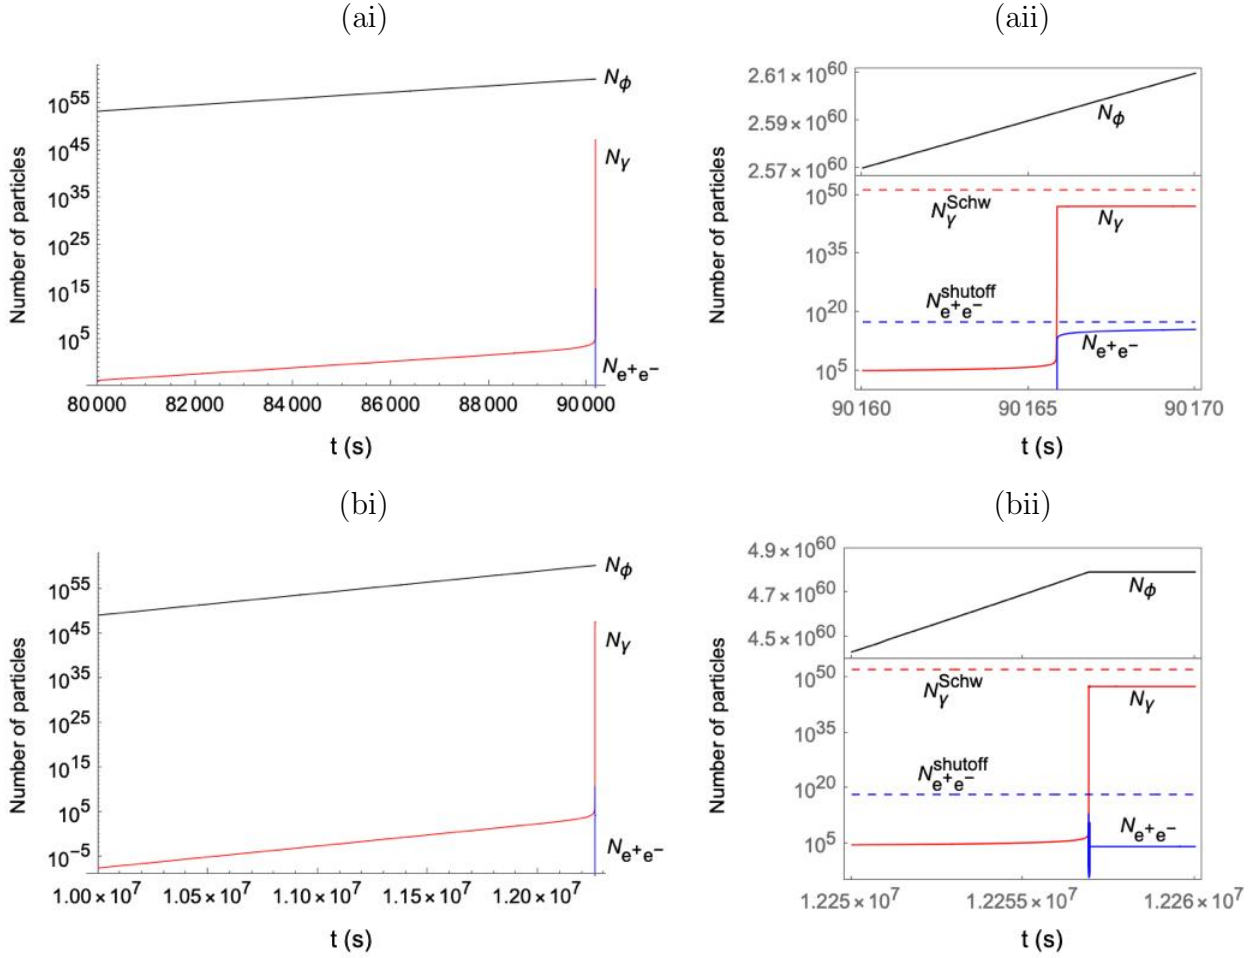 (ai)
(aii)
Number of particles
10^55
10^45
10^35
10^25
10^15
10^5
N_ϕ
N_γ
N_e+e−
80 000
82 000
84 000
86 000
88 000
90 000
t (s)
Number of particles
2.61 × 10^60
2.59 × 10^60
2.57 × 10^60
N_ϕ
10^50
10^35
10^20
10^5
N_γ^Schw
N_γ
N_e+e−^shutoff
N_e+e−
90 160
90 165
90 170
t (s)
(bi)
(bii)
Number of particles
10^55
10^45
10^35
10^25
10^15
10^5
10^−5
N_ϕ
N_γ
N_e+e−
1.00 × 10^7
1.05 × 10^7
1.10 × 10^7
1.15 × 10^7
1.20 × 10^7
t (s)
Number of particles
4.9 × 10^60
4.7 × 10^60
4.5 × 10^60
N_ϕ
10^50
10^35
10^20
10^5
N_γ^Schw
N_γ
N_e+e−^shutoff
N_e+e−
1.225 × 10^7
1.2255 × 10^7
1.226 × 10^7
t (s)